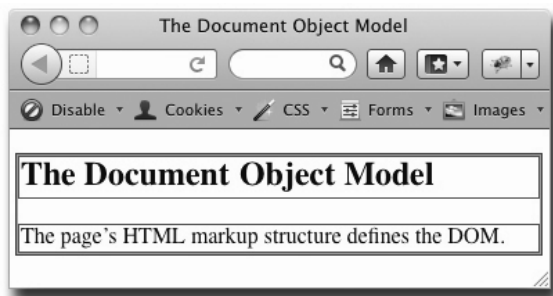 The Document Object Model
Disable Cookies CSS Forms Images
The Document Object Model
The page's HTML markup structure defines the DOM.